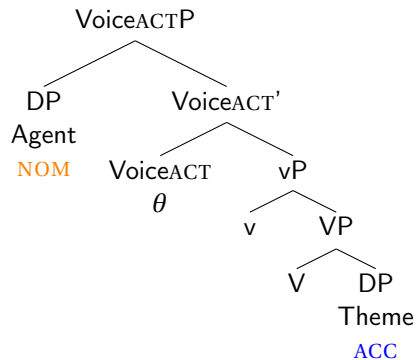 VoiceACTP
DP VoiceACT'
Agent
NOM VoiceACT vP
θ
v VP
V DP
Theme
ACC